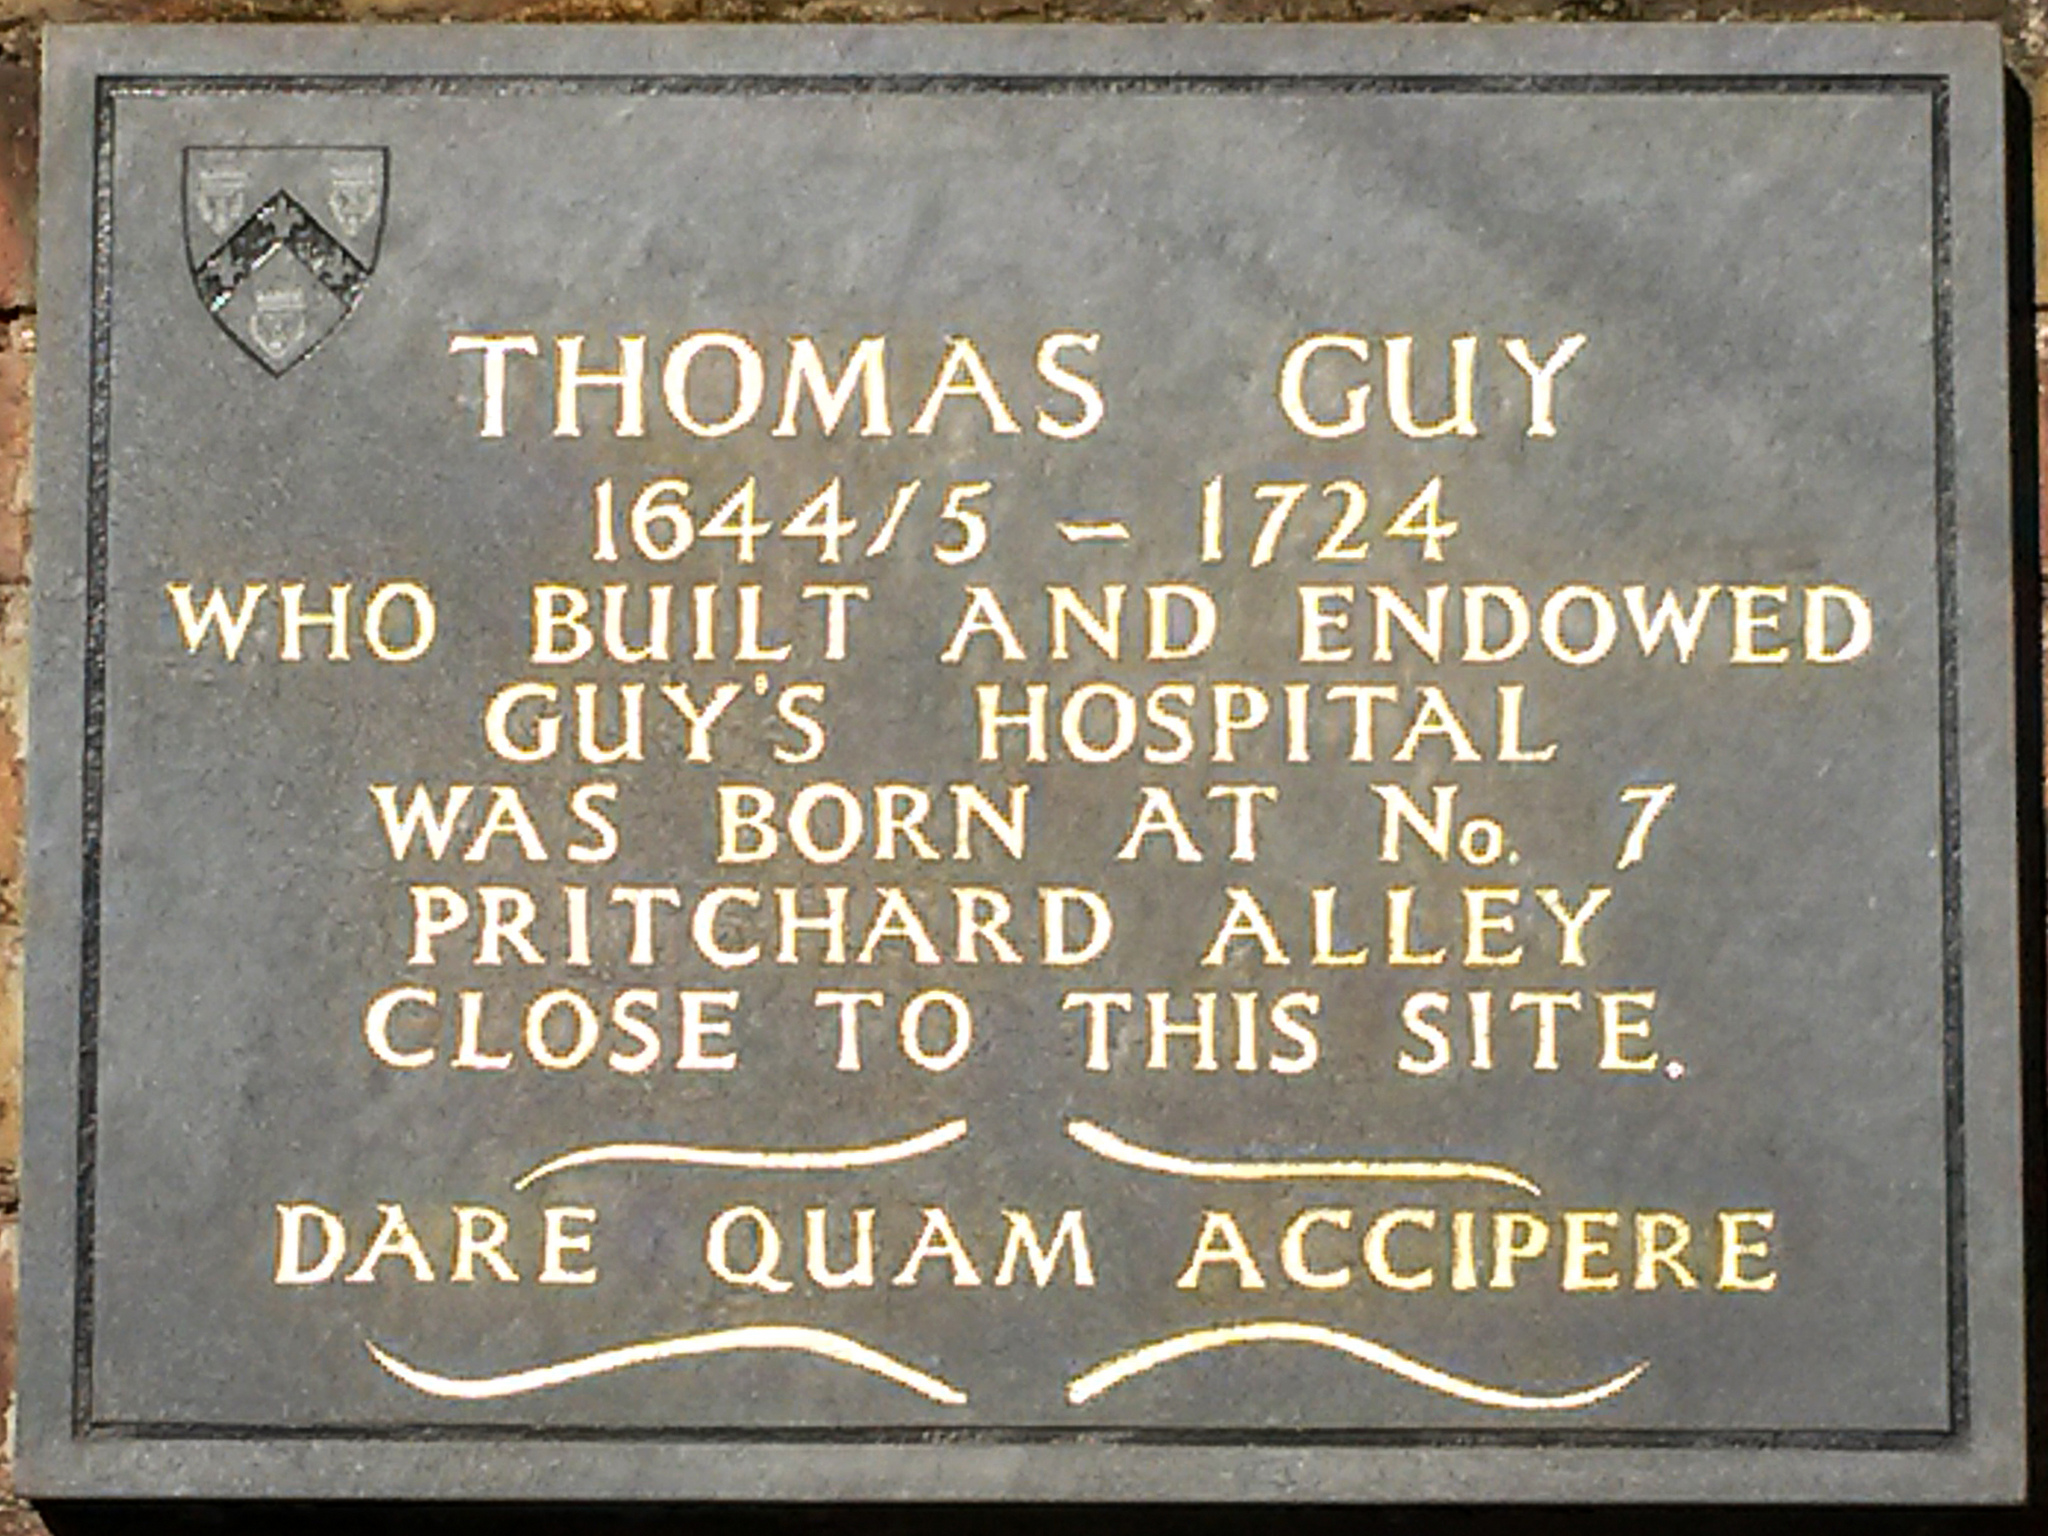 THOMAS GUY
1644/5 - 1724
WHO BUILT AND ENDOWED
GUY'S HOSPITAL
WAS BORN AT No. 7
PRITCHARD ALLEY
CLOSE TO THIS SITE.
DARE QUAM ACCIPERE